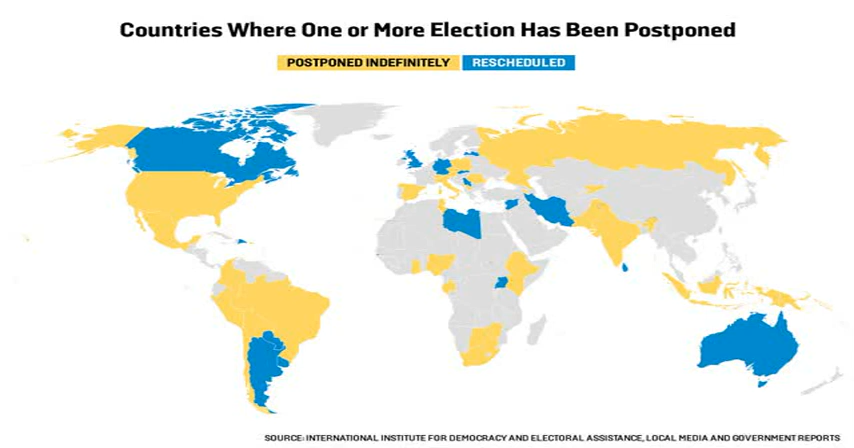 Countries Where One or More Election Has Been Postponed
POSTPONED INDEFINITELY RESCHEDULED
SOURCE: INTERNATIONAL INSTITUTE FOR DEMOCRACY AND ELECTORAL ASSISTANCE, LOCAL MEDIA AND GOVERNMENT REPORTS